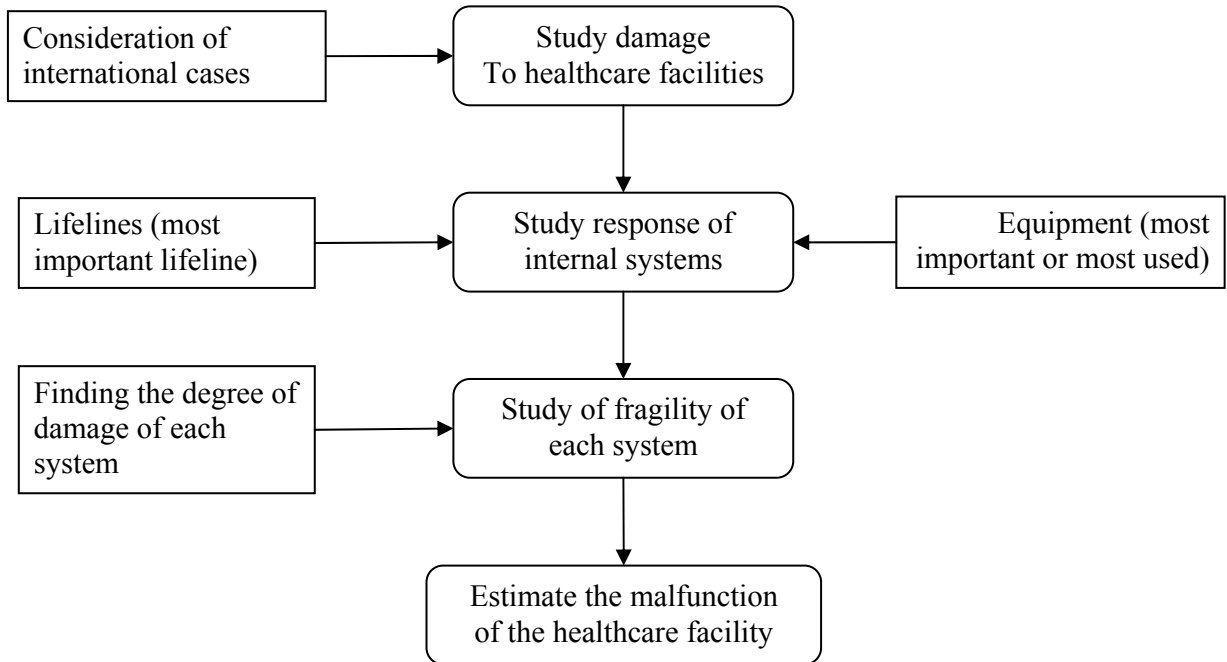 Consideration of
international cases
Study damage
To healthcare facilities
Lifelines (most
important lifeline)
Study response of
internal systems
Equipment (most
important or most used)
Finding the degree of
damage of each
system
Study of fragility of
each system
Estimate the malfunction
of the healthcare facility